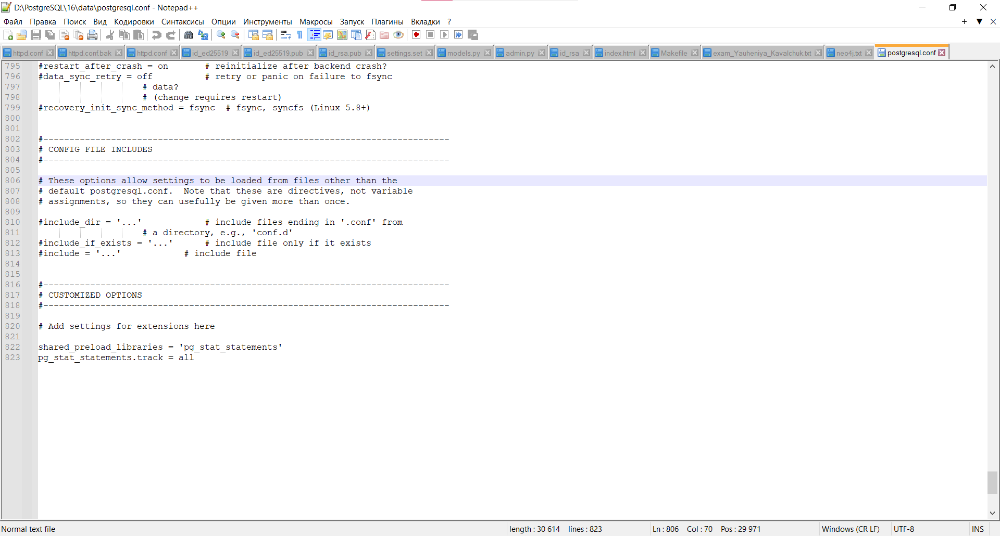 D:\PostgreSQL\16\data\postgresql.conf - Notepad++
Файл Правка Поиск Вид Кодировки Синтаксисы Опции Инструменты Макросы Запуск Плагины Вкладки ?
httpd.conf httpd.conf.bak httpd.conf id_ed25519 id_ed25519.pub id_rsa.pub settings.set models.py admin.py id_rsa index.html Makefile exam_Yauheniya_Kavalchuk.txt neo4j.txt postgresql.conf
795 #restart_after_crash = on # reinitialize after backend crash?
796 #data_sync_retry = off # retry or panic on failure to fsync
797 # data?
798 # (change requires restart)
799 #recovery_init_sync_method = fsync # fsync, syncfs (Linux 5.8+)
800
801
802 #------------------------------------------------------------------------------
803 # CONFIG FILE INCLUDES
804 #------------------------------------------------------------------------------
805
806 # These options allow settings to be loaded from files other than the
807 # default postgresql.conf.  Note that these are directives, not variable
808 # assignments, so they can usefully be given more than once.
809
810 #include_dir = '...' # include files ending in '.conf' from
811 # a directory, e.g., 'conf.d'
812 #include_if_exists = '...' # include file only if it exists
813 #include = '...' # include file
814
815
816 #------------------------------------------------------------------------------
817 # CUSTOMIZED OPTIONS
818 #------------------------------------------------------------------------------
819
820 # Add settings for extensions here
821
822 shared_preload_libraries = 'pg_stat_statements'
823 pg_stat_statements.track = all
Normal text file length : 30 614 lines : 823 Ln : 806 Col : 70 Pos : 29 971 Windows (CR LF) UTF-8 INS